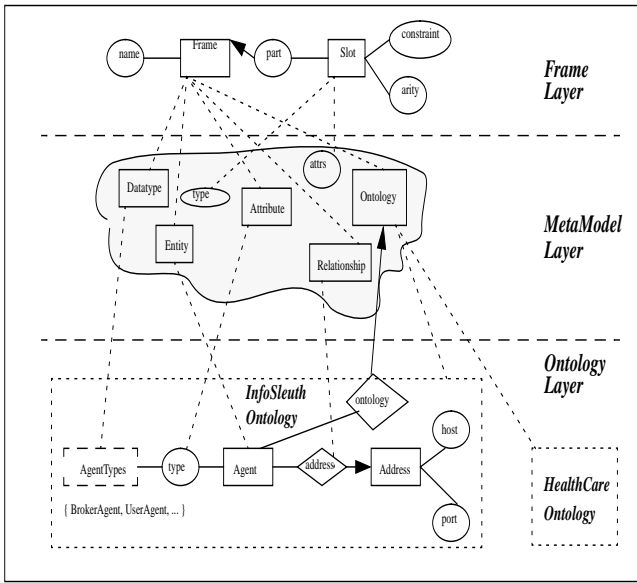 name
Frame
part
Slot
constraint
arity
Frame
Layer
Datatype
type
Attribute
attrs
Ontology
Entity
Relationship
MetaModel
Layer
Ontology
Layer
InfoSleuth
Ontology
ontology
AgentTypes
type
Agent
address
Address
host
port
{ BrokerAgent, UserAgent, ... }
HealthCare
Ontology